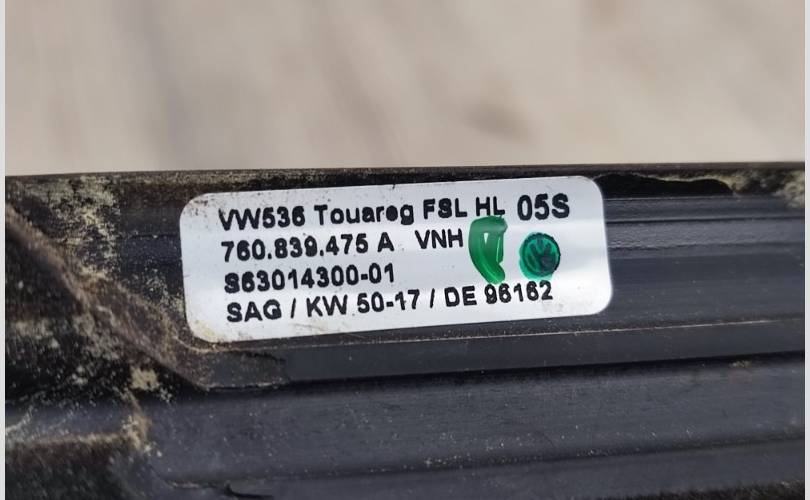 VW536 Touareg FSL HL 05S
760.839.475 A VNH
S63014300-01
SAG / KW 50-17 / DE 96162